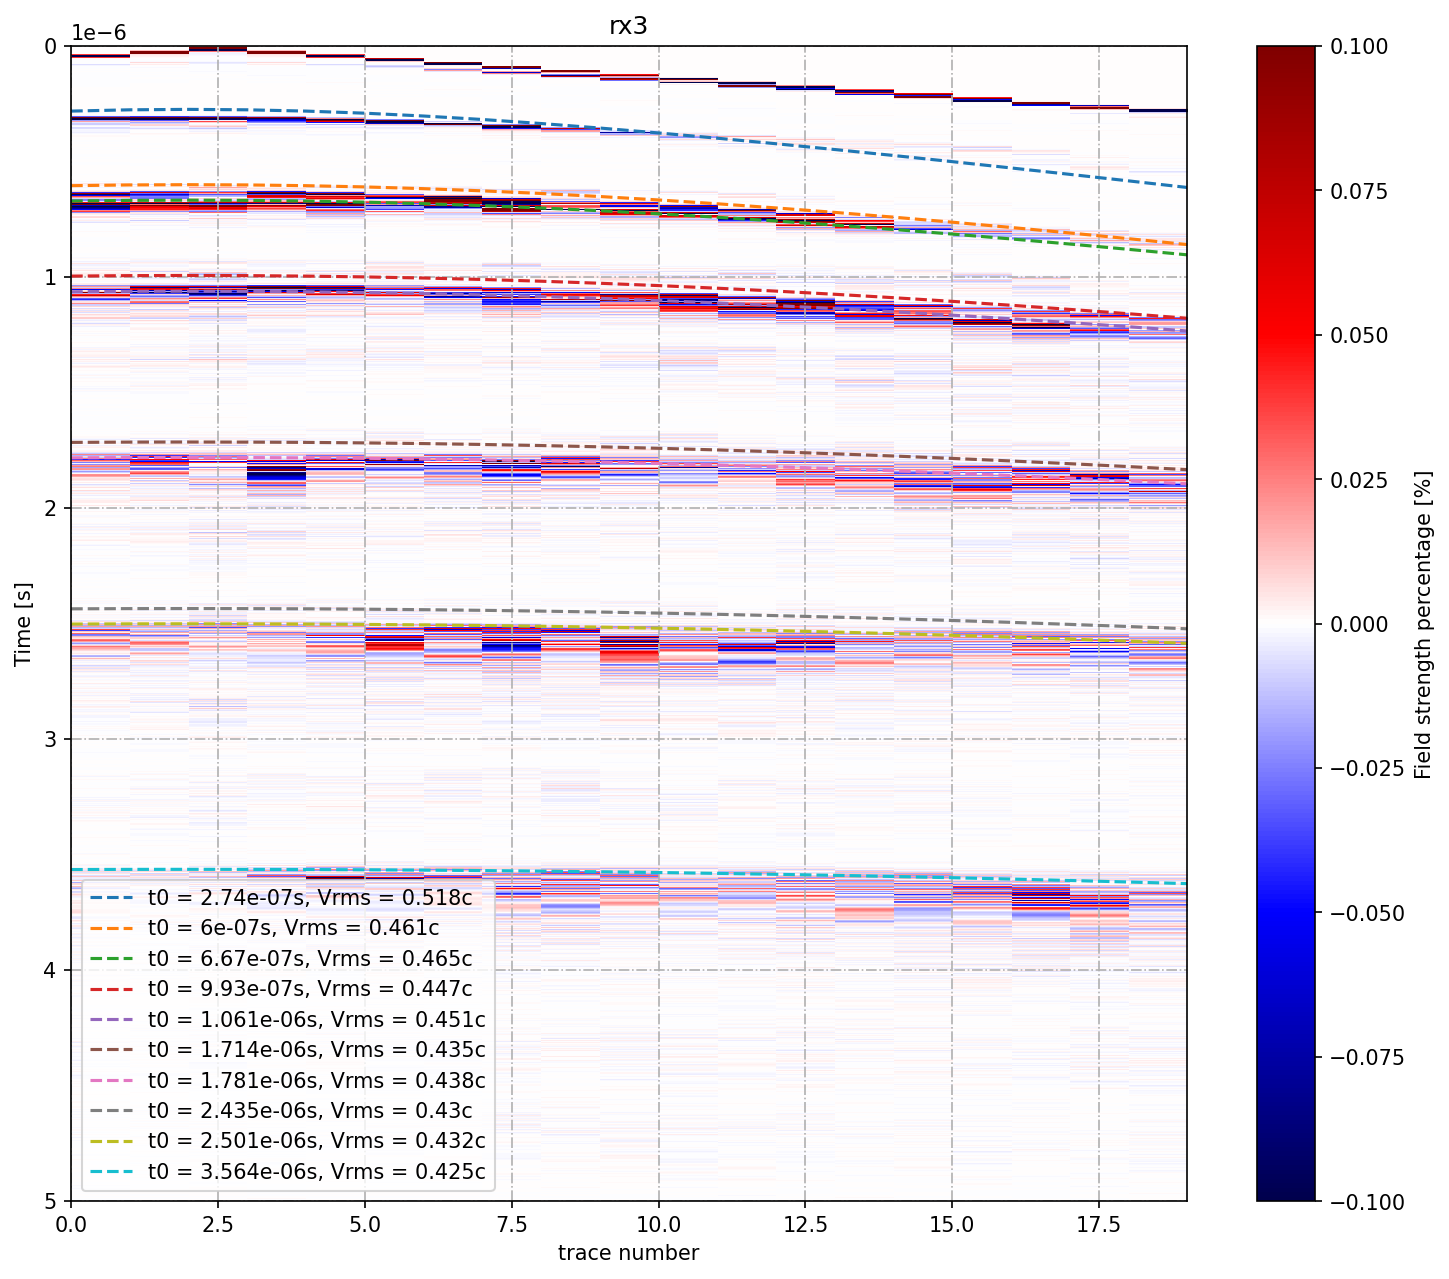 rx3
1e−6
0
1
2
3
4
5
Time [s]
0.0
2.5
5.0
7.5
10.0
12.5
15.0
17.5
trace number
t0 = 2.74e-07s, Vrms = 0.518c
t0 = 6e-07s, Vrms = 0.461c
t0 = 6.67e-07s, Vrms = 0.465c
t0 = 9.93e-07s, Vrms = 0.447c
t0 = 1.061e-06s, Vrms = 0.451c
t0 = 1.714e-06s, Vrms = 0.435c
t0 = 1.781e-06s, Vrms = 0.438c
t0 = 2.435e-06s, Vrms = 0.43c
t0 = 2.501e-06s, Vrms = 0.432c
t0 = 3.564e-06s, Vrms = 0.425c
0.100
0.075
0.050
0.025
0.000
−0.025
−0.050
−0.075
−0.100
Field strength percentage [%]